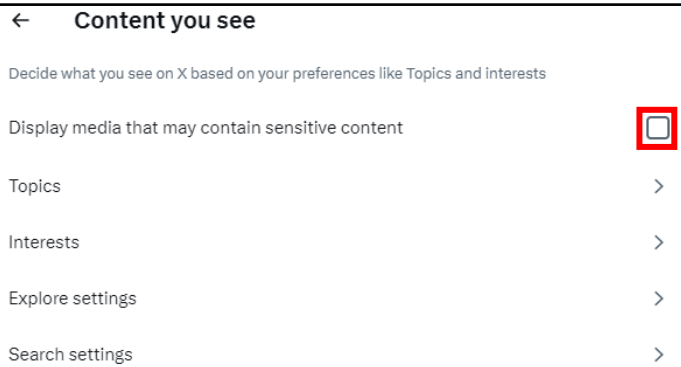 Content you see
Decide what you see on X based on your preferences like Topics and interests
Display media that may contain sensitive content
Topics
Interests
Explore settings
Search settings